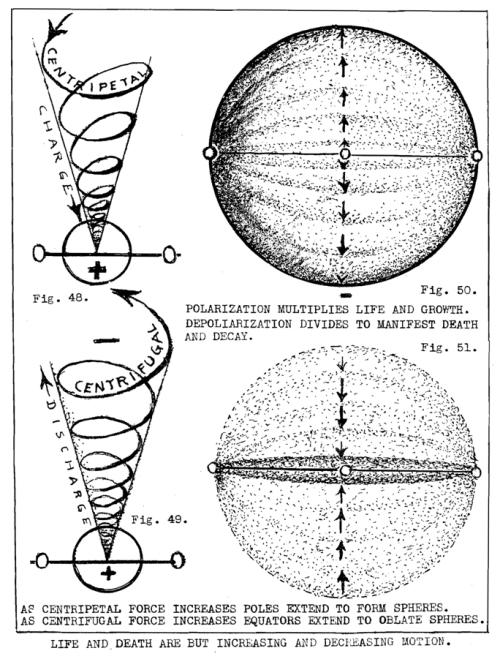 CENTRIPETAL
CHARGE
+
Fig. 48.
-
Fig. 50.
POLARIZATION MULTIPLIES LIFE AND GROWTH.
DEPOLIARIZATION DIVIDES TO MANIFEST DEATH
AND DECAY.
Fig. 51.
-
CENTRIFUGAL
DISCHARGE
Fig. 49.
+
AS CENTRIPETAL FORCE INCREASES POLES EXTEND TO FORM SPHERES.
AS CENTRIFUGAL FORCE INCREASES EQUATORS EXTEND TO OBLATE SPHERES.
LIFE AND DEATH ARE BUT INCREASING AND DECREASING MOTION.